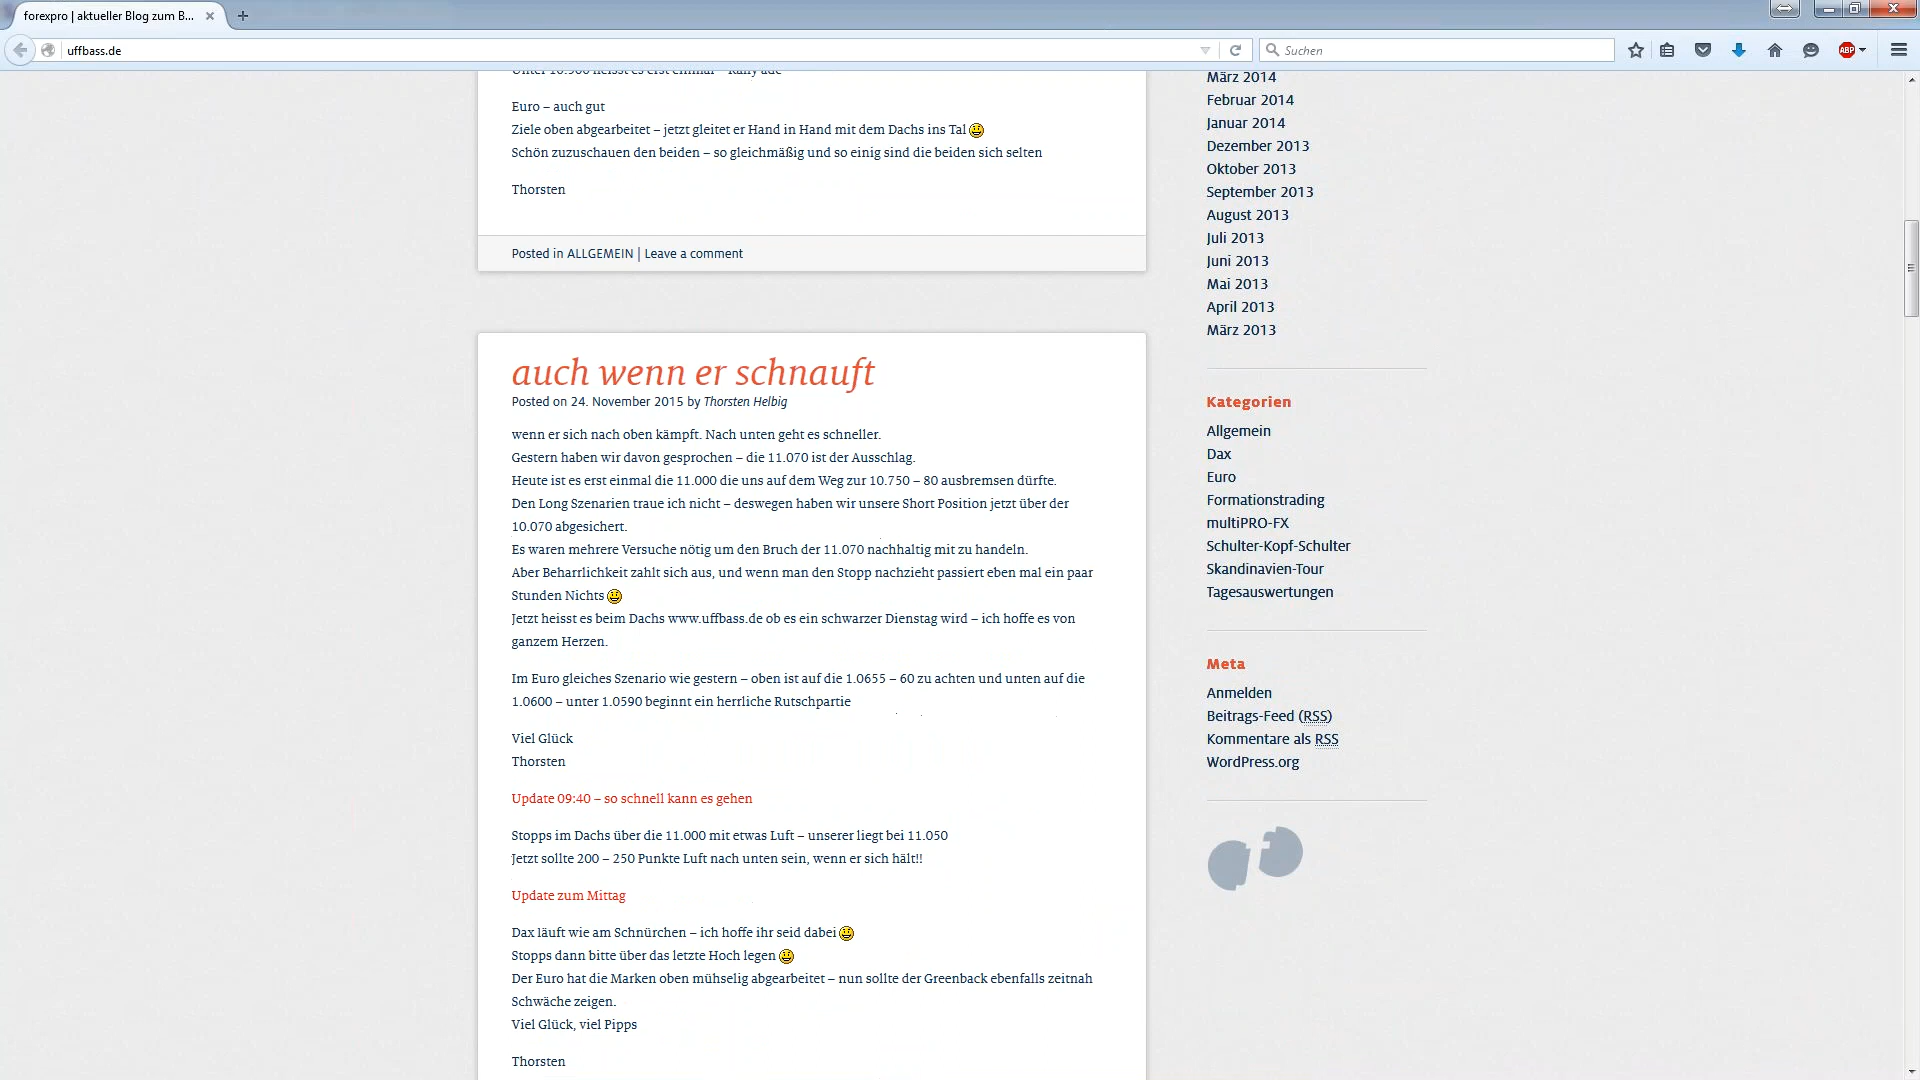 forexpro | aktueller Blog zum B...
uffbass.de
Suchen
ABP
Unter 10.900 heisst es erst einmal – Rally ade
Euro – auch gut
Ziele oben abgearbeitet – jetzt gleitet er Hand in Hand mit dem Dachs ins Tal
Schön zuzuschauen den beiden – so gleichmäßig und so einig sind die beiden sich selten
Thorsten
Posted in ALLGEMEIN | Leave a comment
auch wenn er schnauft
Posted on 24. November 2015 by Thorsten Helbig
wenn er sich nach oben kämpft. Nach unten geht es schneller.
Gestern haben wir davon gesprochen – die 11.070 ist der Ausschlag.
Heute ist es erst einmal die 11.000 die uns auf dem Weg zur 10.750 – 80 ausbremsen dürfte.
Den Long Szenarien traue ich nicht – deswegen haben wir unsere Short Position jetzt über der
10.070 abgesichert.
Es waren mehrere Versuche nötig um den Bruch der 11.070 nachhaltig mit zu handeln.
Aber Beharrlichkeit zahlt sich aus, und wenn man den Stopp nachzieht passiert eben mal ein paar
Stunden Nichts
Jetzt heisst es beim Dachs www.uffbass.de ob es ein schwarzer Dienstag wird – ich hoffe es von
ganzem Herzen.
Im Euro gleiches Szenario wie gestern – oben ist auf die 1.0655 – 60 zu achten und unten auf die
1.0600 – unter 1.0590 beginnt ein herrliche Rutschpartie
Viel Glück
Thorsten
Update 09:40 – so schnell kann es gehen
Stopps im Dachs über die 11.000 mit etwas Luft – unserer liegt bei 11.050
Jetzt sollte 200 – 250 Punkte Luft nach unten sein, wenn er sich hält!!
Update zum Mittag
Dax läuft wie am Schnürchen – ich hoffe ihr seid dabei
Stopps dann bitte über das letzte Hoch legen
Der Euro hat die Marken oben mühselig abgearbeitet – nun sollte der Greenback ebenfalls zeitnah
Schwäche zeigen.
Viel Glück, viel Pipps
Thorsten
März 2014
Februar 2014
Januar 2014
Dezember 2013
Oktober 2013
September 2013
August 2013
Juli 2013
Juni 2013
Mai 2013
April 2013
März 2013
Kategorien
Allgemein
Dax
Euro
Formationstrading
multiPRO-FX
Schulter-Kopf-Schulter
Skandinavien-Tour
Tagesauswertungen
Meta
Anmelden
Beitrags-Feed (RSS)
Kommentare als RSS
WordPress.org